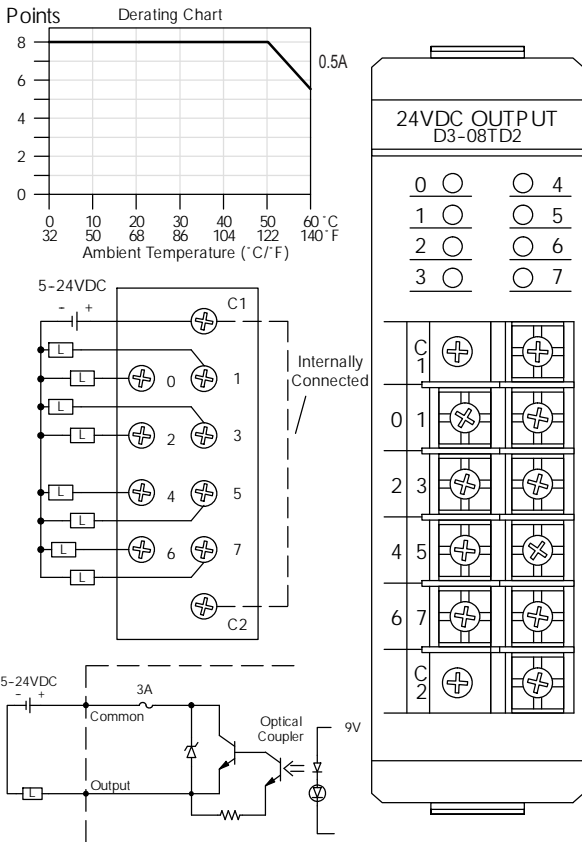 Points
Derating Chart
8
6
4
2
0
0.5A
0 10 20 30 40 50 60°C
32 50 68 86 104 122 140°F
Ambient Temperature (°C/°F)
5-24VDC
- +
C1
L
L
0 1
L
L
2 3
Internally
Connected
L
4 5
L
L
6 7
L
C2
5-24VDC
- +
3A
Common
Optical
Coupler
9V
Output
L
24VDC OUTPUT
D3-08TD2
0 4
1 5
2 6
3 7
C
1
0 1
2 3
4 5
6 7
C
2